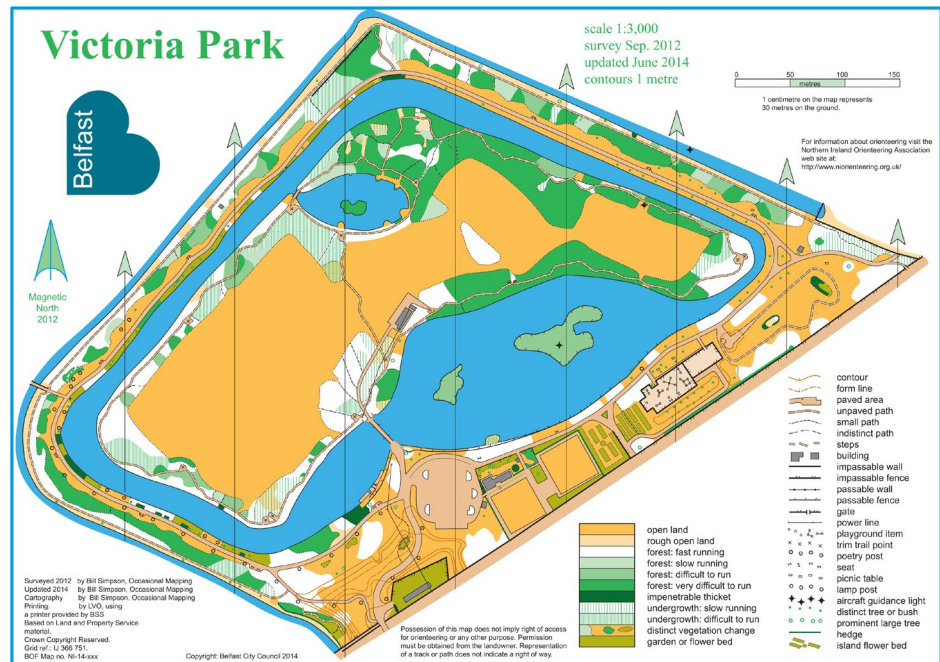 Victoria Park
scale 1:3,000
survey Sep. 2012
updated June 2014
contours 1 metre
0 50 100 150
metres
1 centimetre on the map represents
30 metres on the ground.
Belfast
For information about orienteering visit the
Northern Ireland Orienteering Association
web site at:
http://www.niorienteering.org.uk/
Magnetic
North
2012
contour
form line
paved area
unpaved path
small path
indistinct path
steps
building
impassable wall
impassable fence
passable wall
passable fence
gate
power line
playground item
trim trail point
poetry post
seat
picnic table
lamp post
aircraft guidance light
distinct tree or bush
prominent large tree
hedge
island flower bed
open land
rough open land
forest: fast running
forest: slow running
forest: difficult to run
forest: very difficult to run
impenetrable thicket
undergrowth: slow running
undergrowth: difficult to run
distinct vegetation change
garden or flower bed
Surveyed 2012 by Bill Simpson, Occasional Mapping
Updated 2014 by Bill Simpson, Occasional Mapping
Cartography by Bill Simpson, Occasional Mapping
Printing: by LVO, using
a printer provided by BSS
Based on Land and Property Service
material.
Crown Copyright Reserved.
Grid ref.: IJ 366 751.
BOF Map no. NI-14-xxx
Copyright: Belfast City Council 2014
Possession of this map does not imply right of access
for orienteering or any other purpose. Permission
must be obtained from the landowner. Representation
of a track or path does not indicate a right of way.